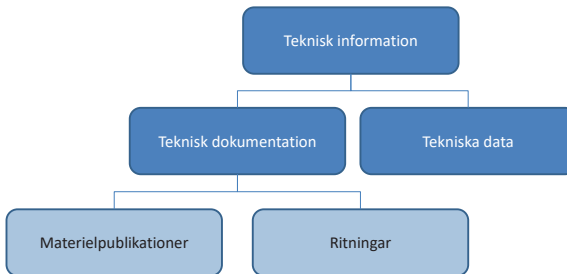 Teknisk information
Teknisk dokumentation
Tekniska data
Materielpublikationer
Ritningar